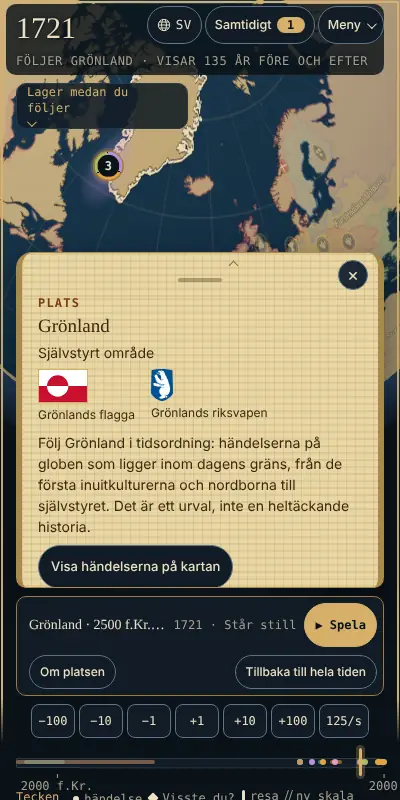 1721
SV
Samtidigt 1
Meny
FÖLJER GRÖNLAND · VISAR 135 ÅR FÖRE OCH EFTER
Lager medan du
följer
3
PLATS
Grönland
Självstyrt område
Grönlands flagga
Grönlands riksvapen
Följ Grönland i tidsordning: händelserna på
globen som ligger inom dagens gräns, från de
första inuitkulturerna och nordborna till
självstyret. Det är ett urval, inte en heltäckande
historia.
Visa händelserna på kartan
Grönland · 2500 f.Kr.… 1721 · Står still
▶ Spela
Om platsen
Tillbaka till hela tiden
−100
−10
−1
+1
+10
+100
125/s
2000 f.Kr.
2000
Tecken
händelse
Visste du?
resa
// ny skala